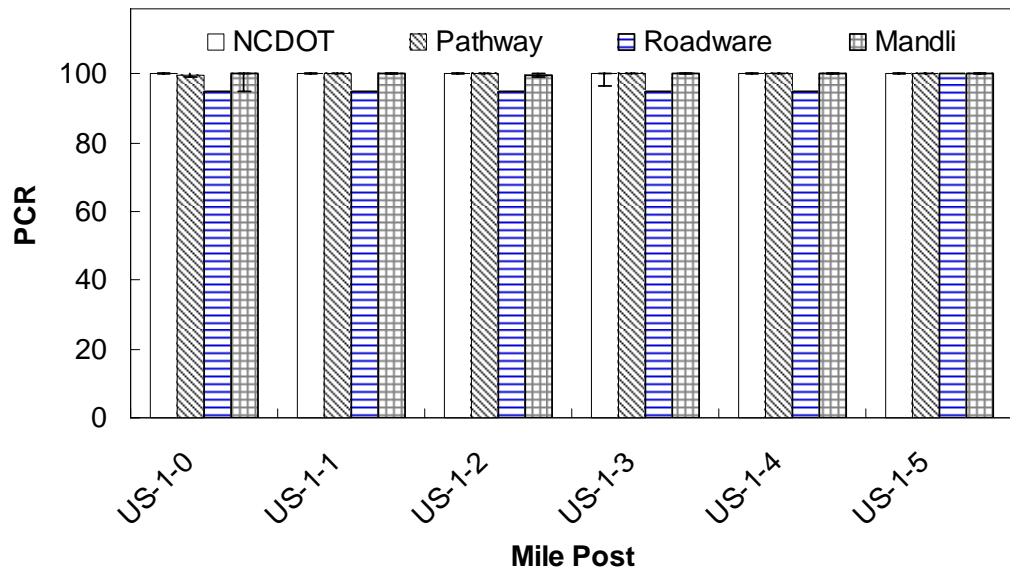 NCDOT Pathway Roadware Mandli
100
80
60
40
20
0
PCR
US-1-0 US-1-1 US-1-2 US-1-3 US-1-4 US-1-5
Mile Post